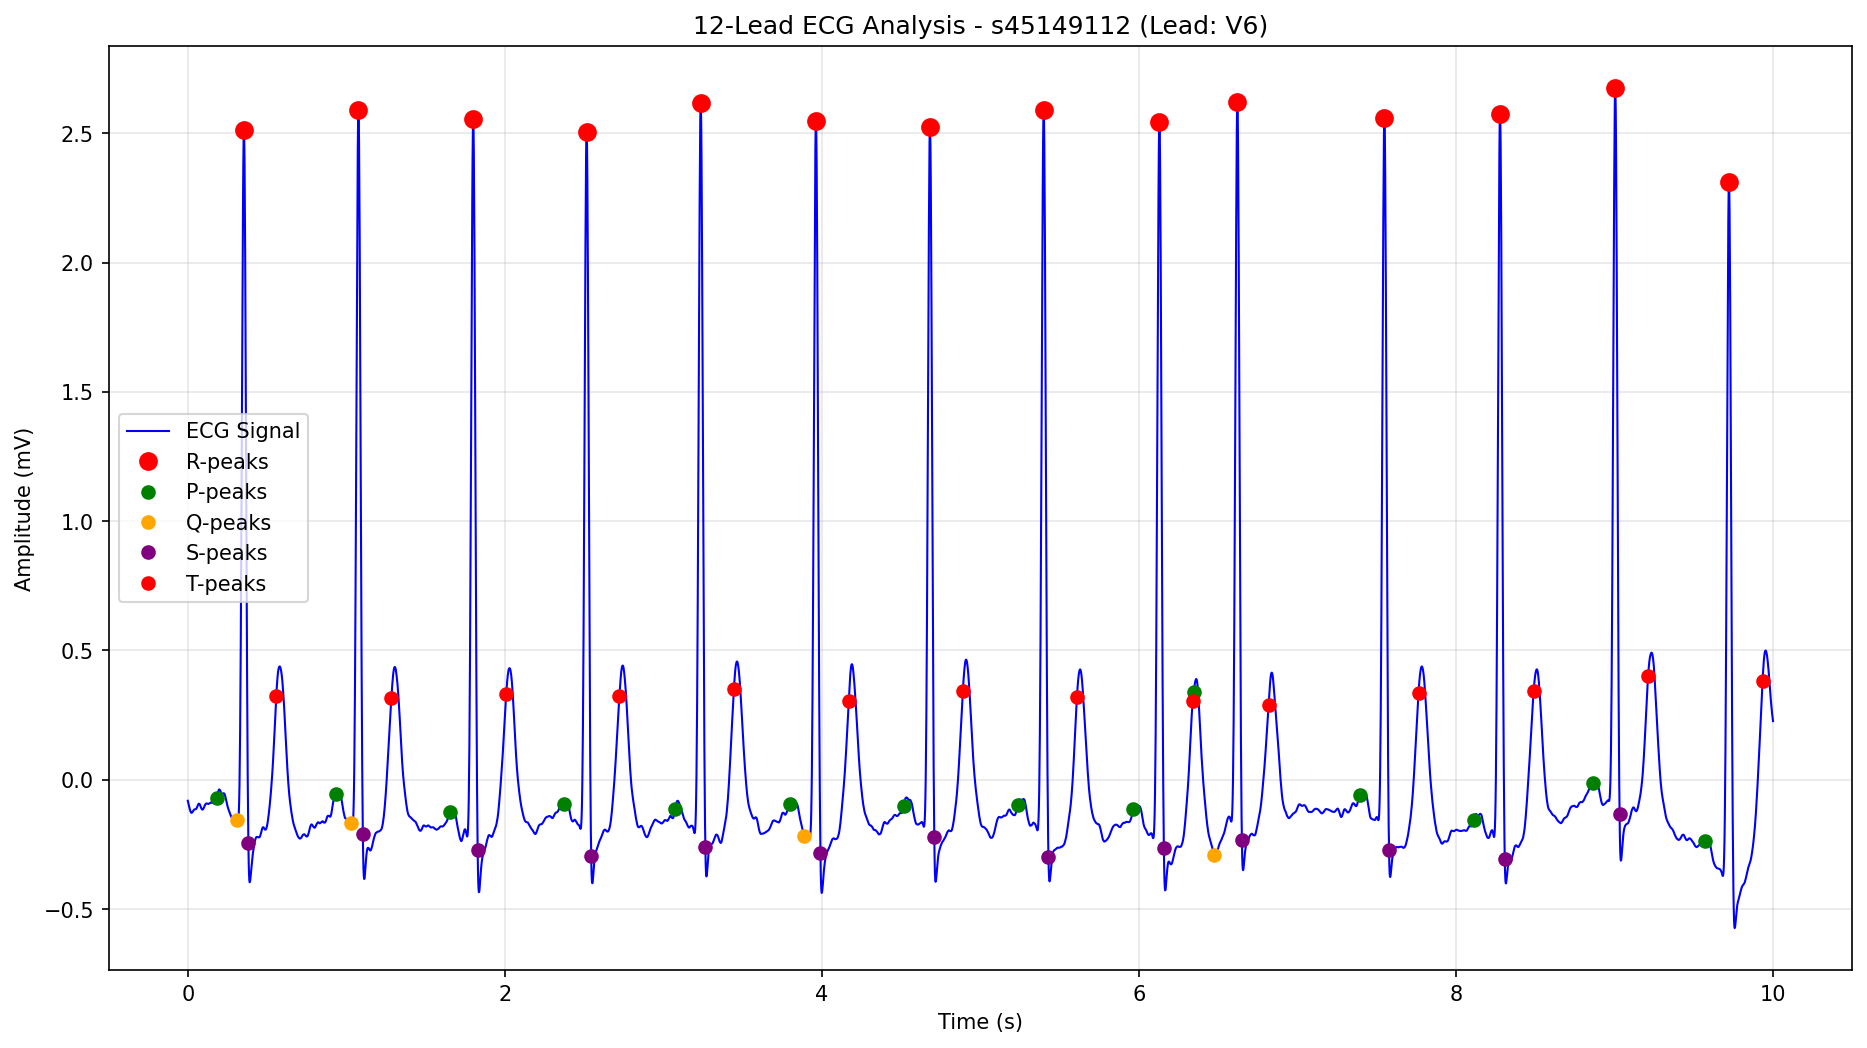 12-Lead ECG Analysis - s45149112 (Lead: V6)
Amplitude (mV)
2.5
2.0
1.5
1.0
0.5
0.0
−0.5
ECG Signal
R-peaks
P-peaks
Q-peaks
S-peaks
T-peaks
0
2
4
6
8
10
Time (s)